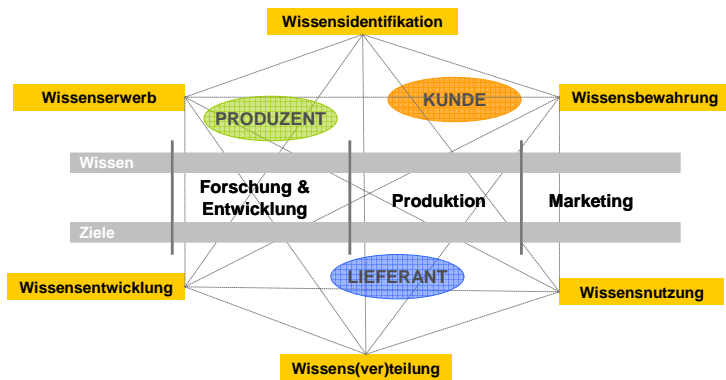 Wissensidentifikation
Wissenserwerb
KUNDE
Wissensbewahrung
PRODUZENT
Wissen
Forschung &
Entwicklung
Produktion
Marketing
Ziele
LIEFERANT
Wissensentwicklung
Wissensnutzung
Wissens(ver)teilung